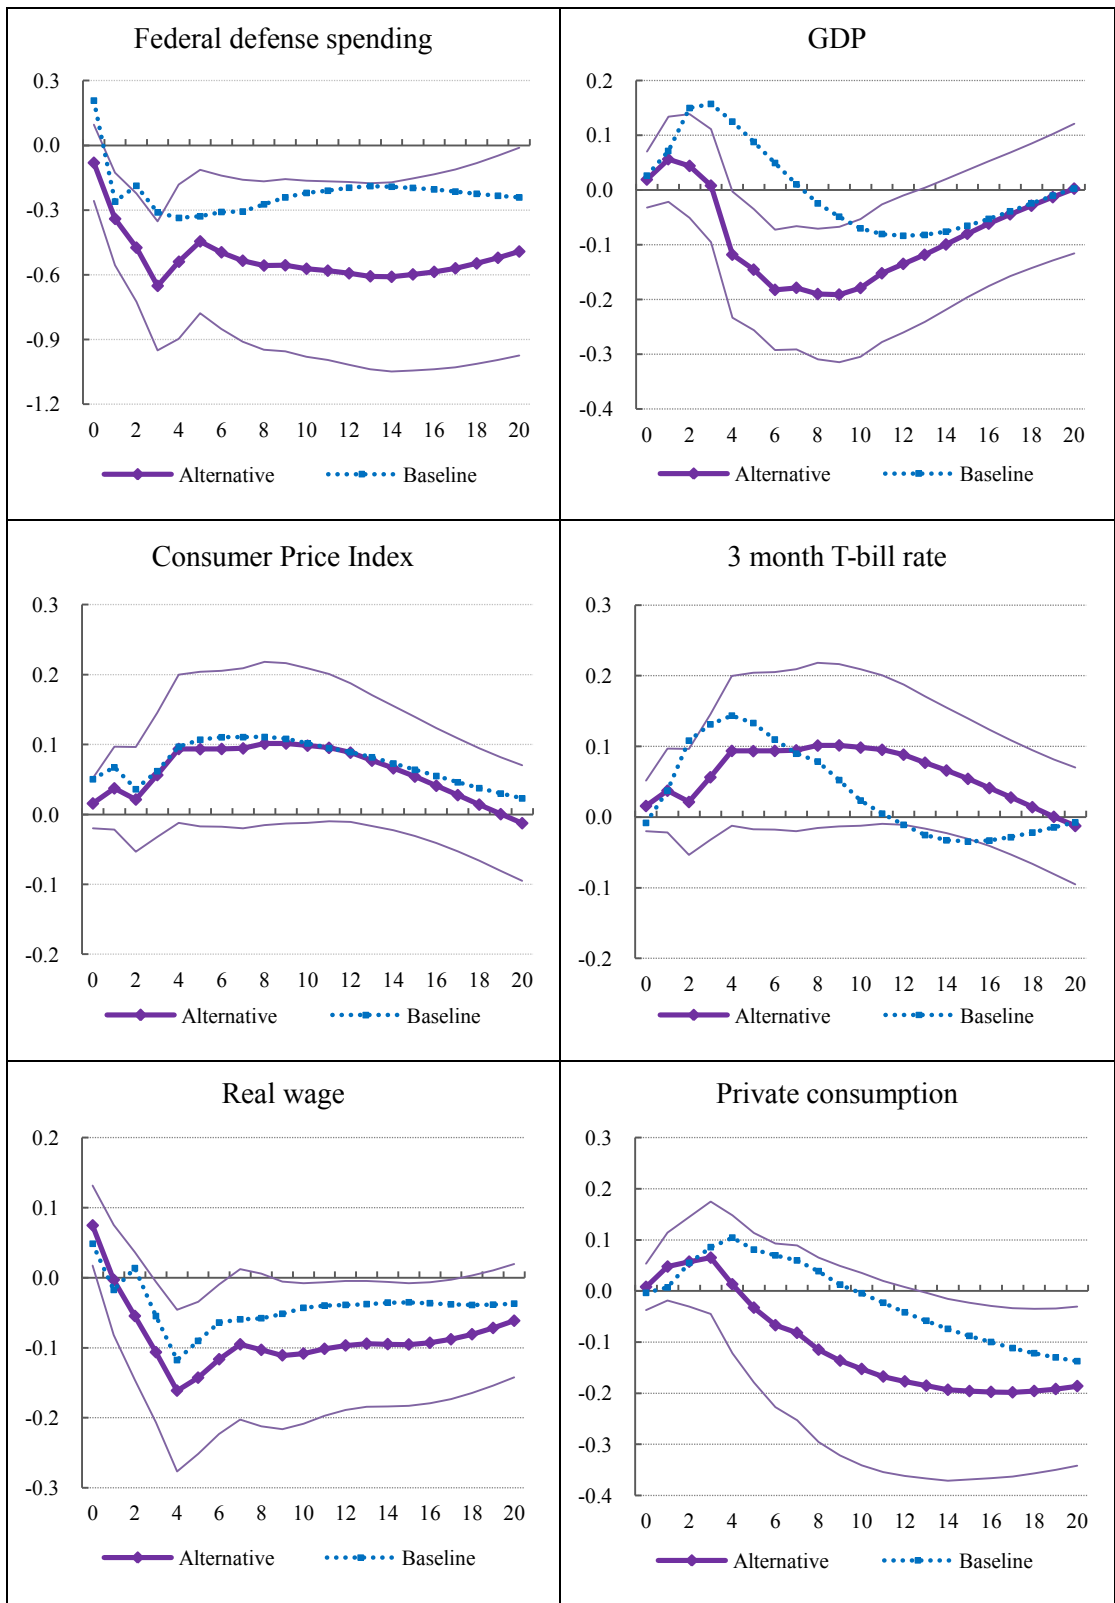 Federal defense spending
0.3
0.0
-0.3
-0.6
-0.9
-1.2
0 2 4 6 8 10 12 14 16 18 20
Alternative Baseline
GDP
0.2
0.1
0.0
-0.1
-0.2
-0.3
-0.4
0 2 4 6 8 10 12 14 16 18 20
Alternative Baseline
Consumer Price Index
0.3
0.2
0.1
0.0
-0.1
-0.2
0 2 4 6 8 10 12 14 16 18 20
Alternative Baseline
3 month T-bill rate
0.3
0.2
0.1
0.0
-0.1
-0.2
0 2 4 6 8 10 12 14 16 18 20
Alternative Baseline
Real wage
0.2
0.1
0.0
-0.1
-0.2
-0.3
0 2 4 6 8 10 12 14 16 18 20
Alternative Baseline
Private consumption
0.3
0.2
0.1
0.0
-0.1
-0.2
-0.3
-0.4
0 2 4 6 8 10 12 14 16 18 20
Alternative Baseline